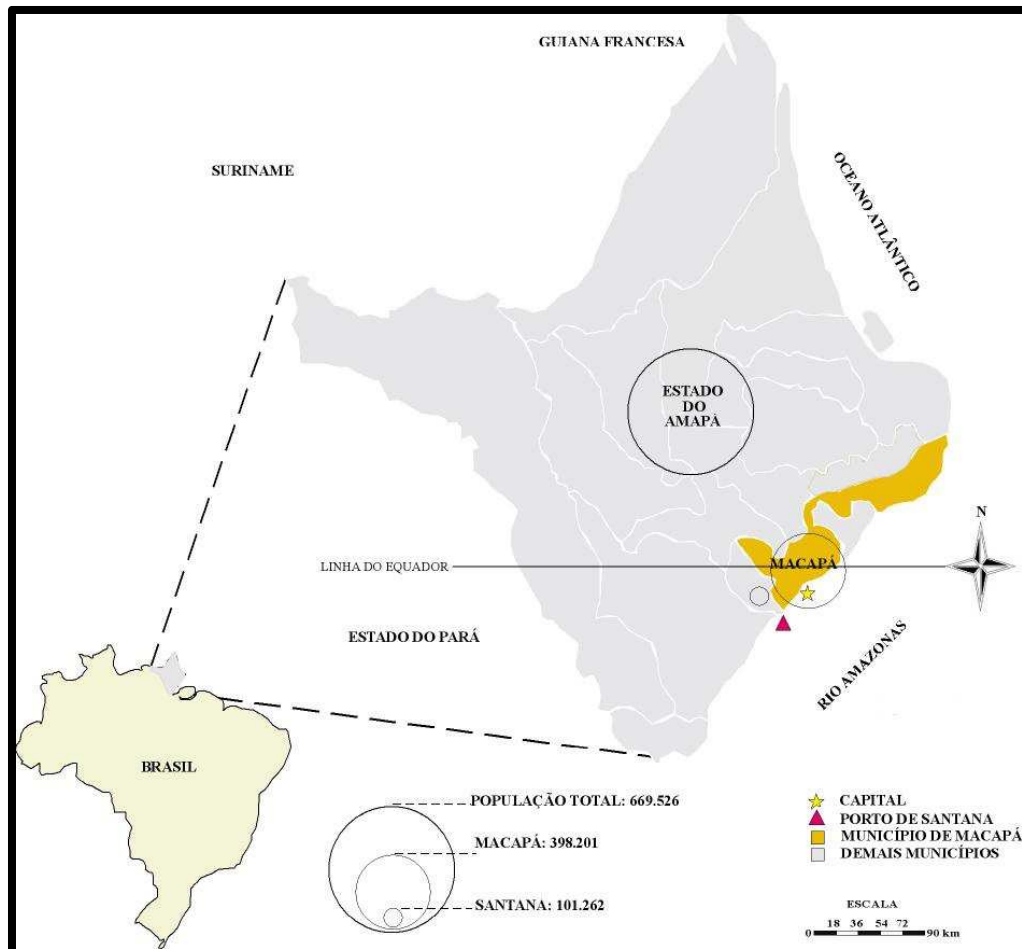 GUIANA FRANCESA
SURINAME
OCEANO ATLÂNTICO
ESTADO
DO
AMAPÁ
N
MACAPÁ
LINHA DO EQUADOR
ESTADO DO PARÁ
RIO AMAZONAS
BRASIL
POPULAÇÃO TOTAL: 669.526
MACAPÁ: 398.201
SANTANA: 101.262
CAPITAL
PORTO DE SANTANA
MUNICÍPIO DE MACAPÁ
DEMAIS MUNICÍPIOS
ESCALA
0 18 36 54 72 90 km